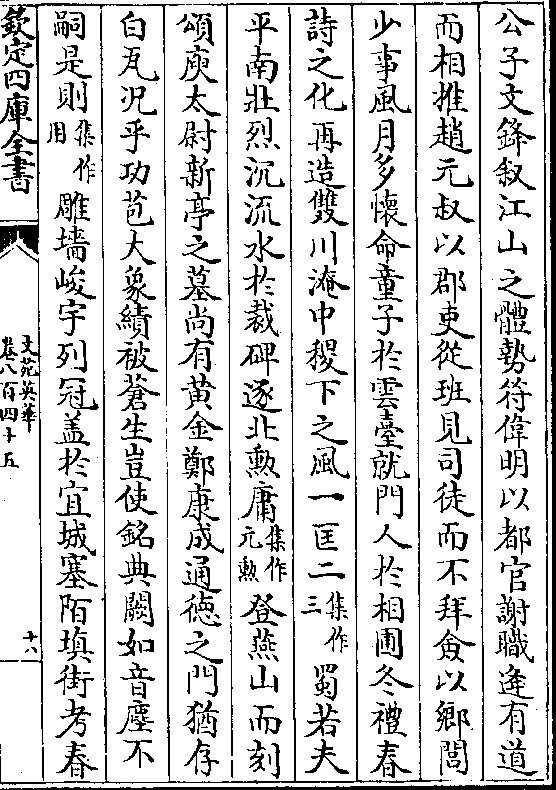 公子文鋒叙江山之體勢符偉明以都官謝職逢有道
而相推趙元叔以郡吏從班見司徒而不拜僉以鄉閭
少事風月多懷命童子於雲臺就門人於相圃冬禮春
詩之化再造雙川淹中稷下之風一匡二集作三蜀若夫
平南壯烈沉流水於裁碑逐北勲庸集作元勲登燕山而刻
頌庾太尉新亭之墓尚有黄金鄭康成通徳之門猶存
白瓦况乎功苞大象績被蒼生豈使銘典闕如音塵不
嗣是則集作用雕墻峻宇列冠盖於宜城塞陌填街考春
欽定四庫全書
文苑英華
卷八百四十五
十六